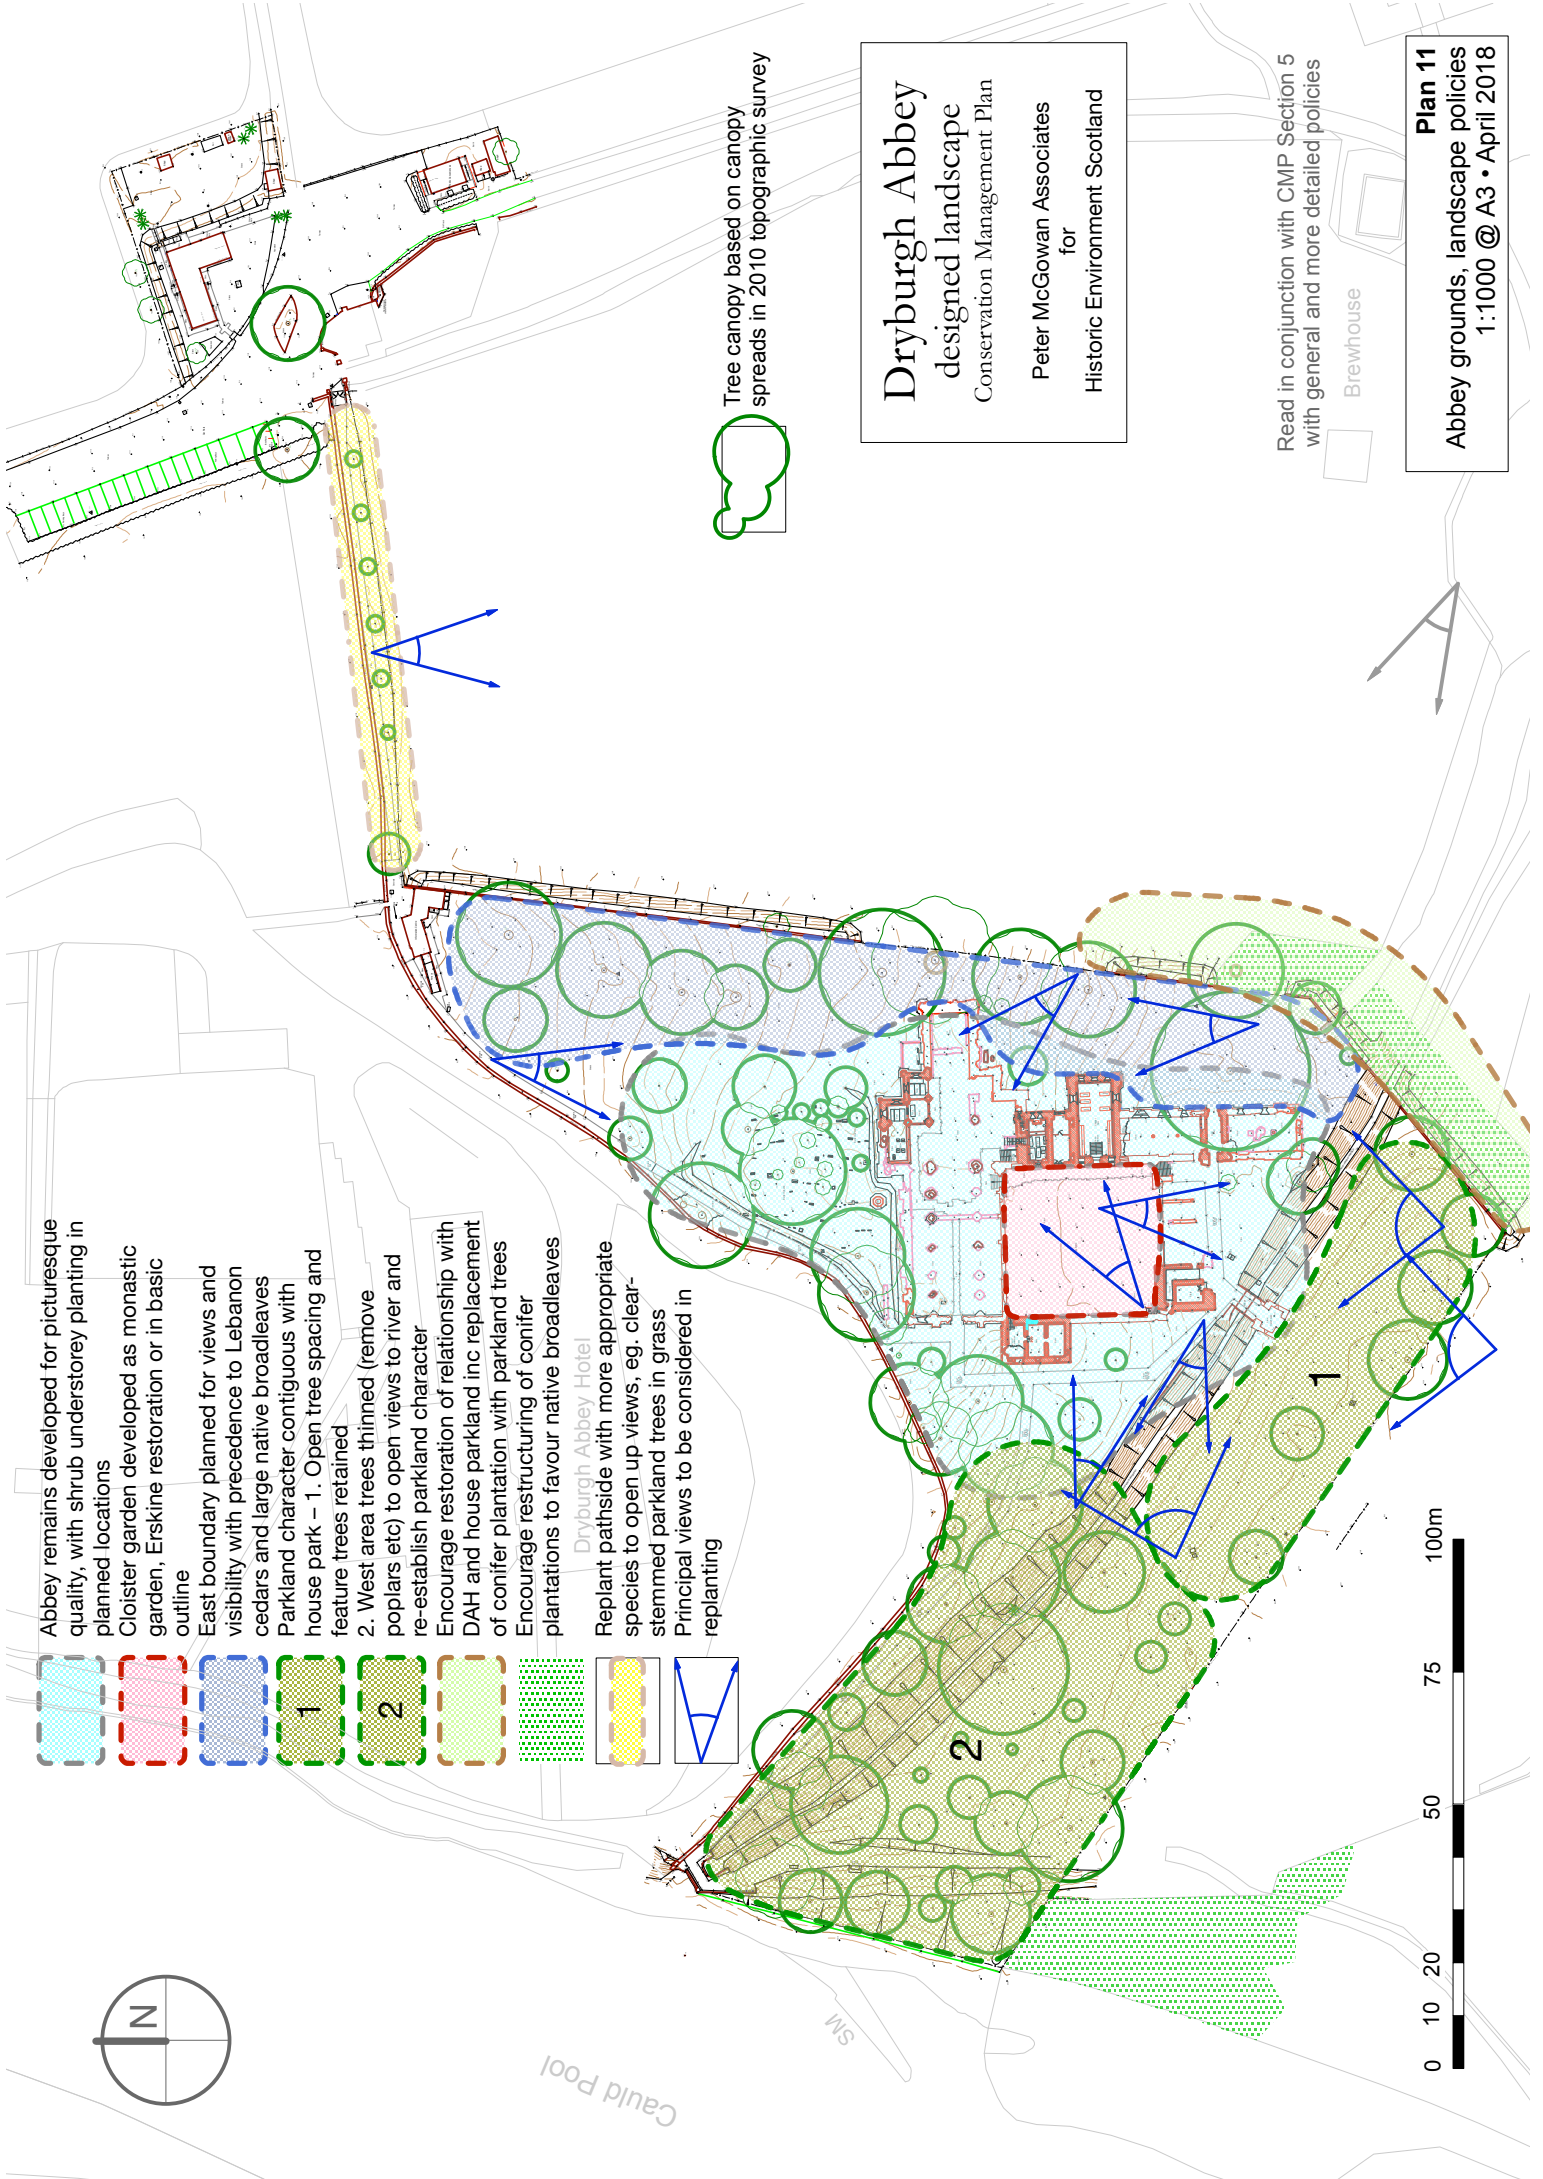 Abbey remains developed for picturesque
quality, with shrub understorey planting in
planned locations
Cloister garden developed as monastic
garden, Erskine restoration or in basic
outline
East boundary planned for views and
visibility with precedence to Lebanon
cedars and large native broadleaves
1
Parkland character contiguous with
house park – 1. Open tree spacing and
feature trees retained
2
2. West area trees thinned (remove
poplars etc) to open views to river and
re-establish parkland character
Encourage restoration of relationship with
DAH and house parkland inc replacement
of conifer plantation with parkland trees
Encourage restructuring of conifer
plantations to favour native broadleaves
Replant pathside with more appropriate
species to open up views, eg. clear-
stemmed parkland trees in grass
Principal views to be considered in
replanting
Dryburgh Abbey Hotel
N
Cauld Pool
SM
2
1
Tree canopy based on canopy
spreads in 2010 topographic survey
Dryburgh Abbey
designed landscape
Conservation Management Plan
Peter McGowan Associates
for
Historic Environment Scotland
Read in conjunction with CMP Section 5
with general and more detailed policies
Brewhouse
0 10 20 50 75 100m
Plan 11
Abbey grounds, landscape policies
1:1000 @ A3 • April 2018